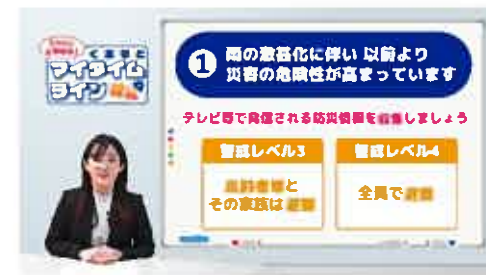 くまもと
マイタイム
ライン
1 雨の激甚化に伴い 以前より
災害の危険性が高まっています
テレビ等で発信される防災情報を収集しましょう
警戒レベル3
高齢者等と
その家族は避難
警戒レベル4
全員で避難